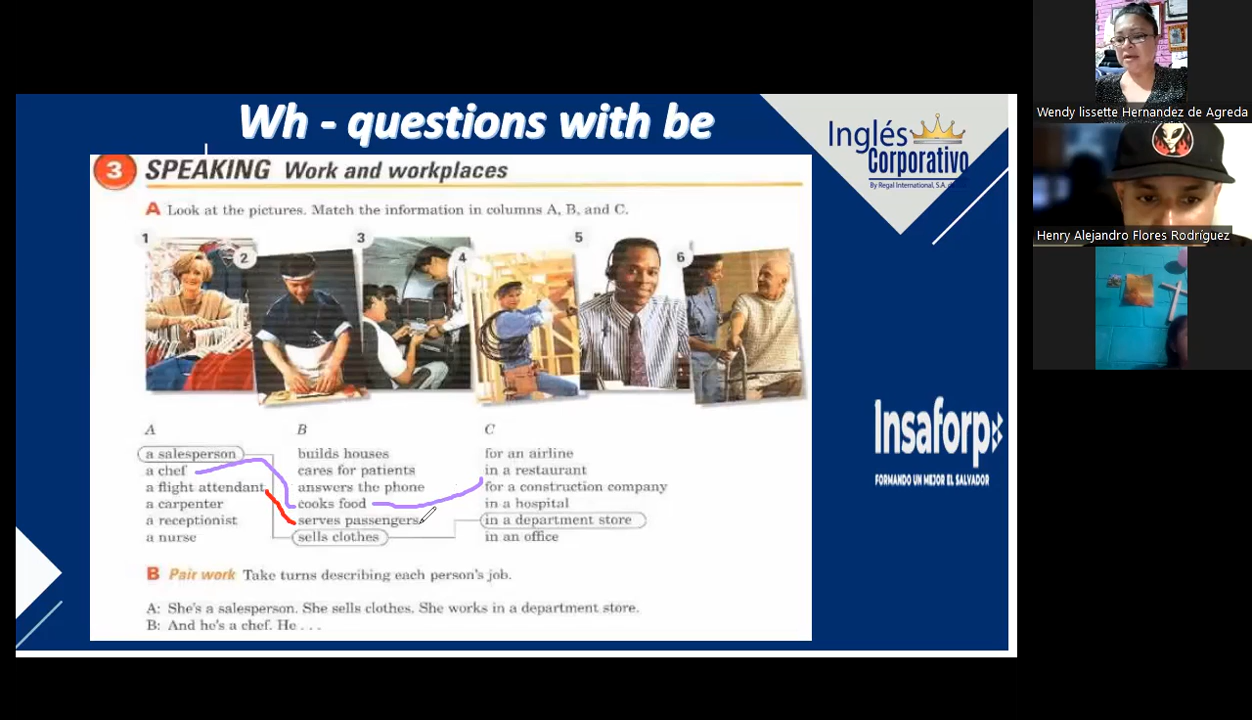 Wh - questions with be
Inglés
Corporativo
By Regal International, S.A.
3 SPEAKING Work and workplaces
A Look at the pictures. Match the information in columns A, B, and C.
1
2
3
4
5
6
A B C
a salesperson builds houses for an airline
a chef cares for patients in a restaurant
a flight attendant answers the phone for a construction company
a carpenter cooks food in a hospital
a receptionist serves passengers in a department store
a nurse sells clothes in an office
B Pair work Take turns describing each person's job.
A: She's a salesperson. She sells clothes. She works in a department store.
B: And he's a chef. He . . .
Insaforp
FORMANDO UN MEJOR EL SALVADOR
Wendy lissette Hernandez de Agreda
Henry Alejandro Flores Rodríguez